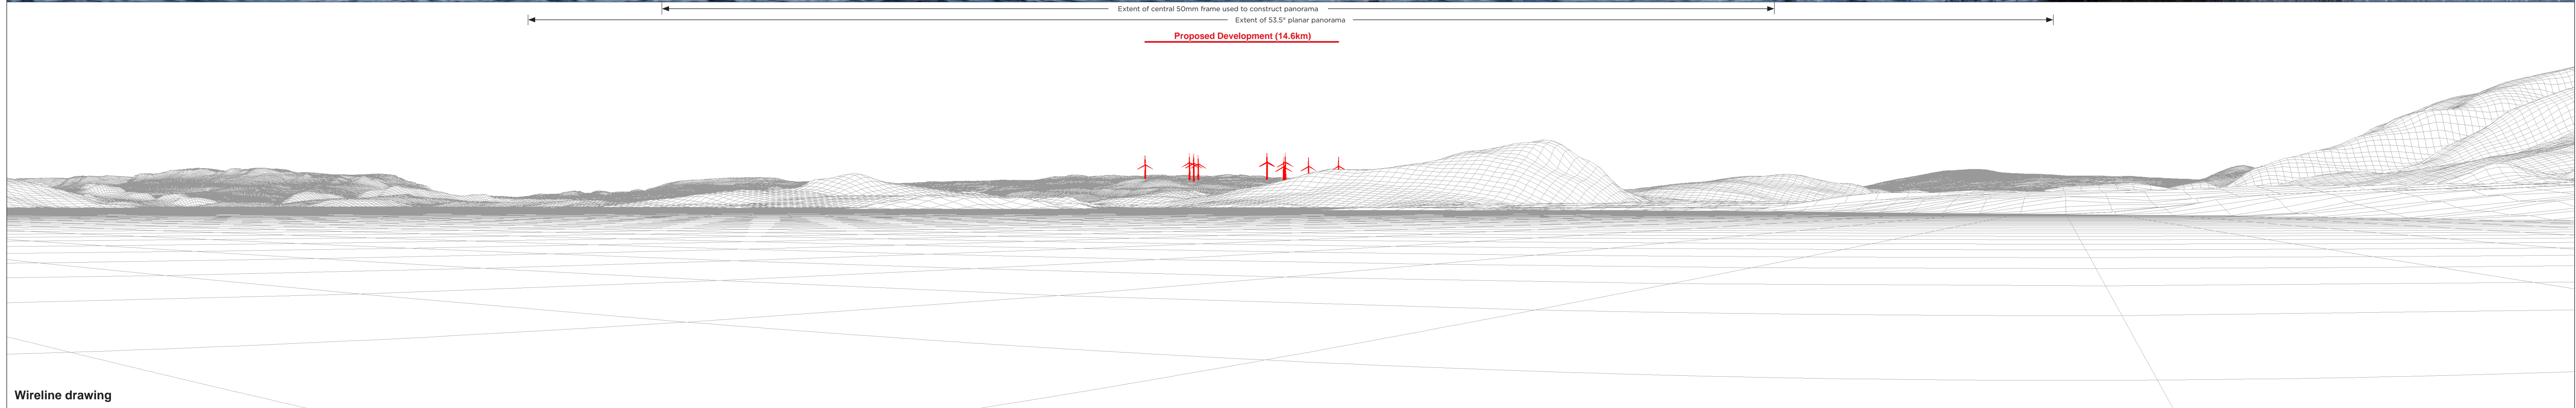 Extent of central 50mm frame used to construct panorama
Extent of 53.5° planar panorama
Proposed Development (14.6km)
Wireline drawing